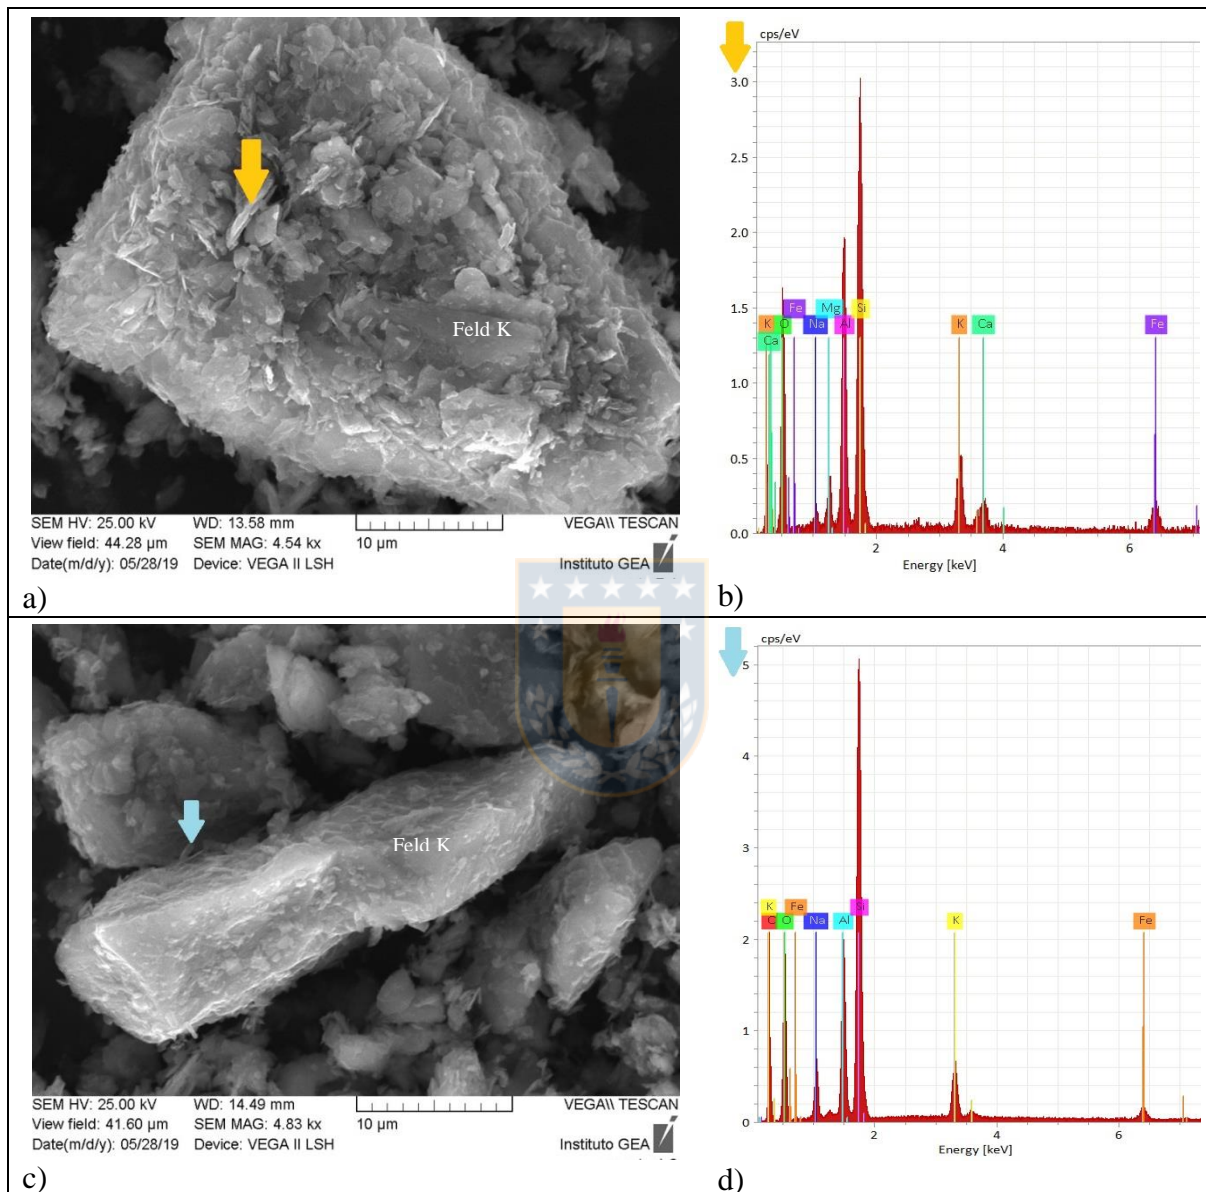 Feld K
SEM HV: 25.00 kV WD: 13.58 mm VEGA\\ TESCAN
View field: 44.28 µm SEM MAG: 4.54 kx 10 µm
Date(m/d/y): 05/28/19 Device: VEGA II LSH Instituto GEA
a)
cps/eV
3.0
2.5
2.0
1.5
1.0
0.5
0.0
Fe Mg Si
K O Na Al K Ca Fe
Ca
2 4 6
Energy [keV]
b)
Feld K
SEM HV: 25.00 kV WD: 14.49 mm VEGA\\ TESCAN
View field: 41.60 µm SEM MAG: 4.83 kx 10 µm
Date(m/d/y): 05/28/19 Device: VEGA II LSH Instituto GEA
c)
cps/eV
5
4
3
2
1
0
K Fe Si
C O Na Al K Fe
2 4 6
Energy [keV]
d)